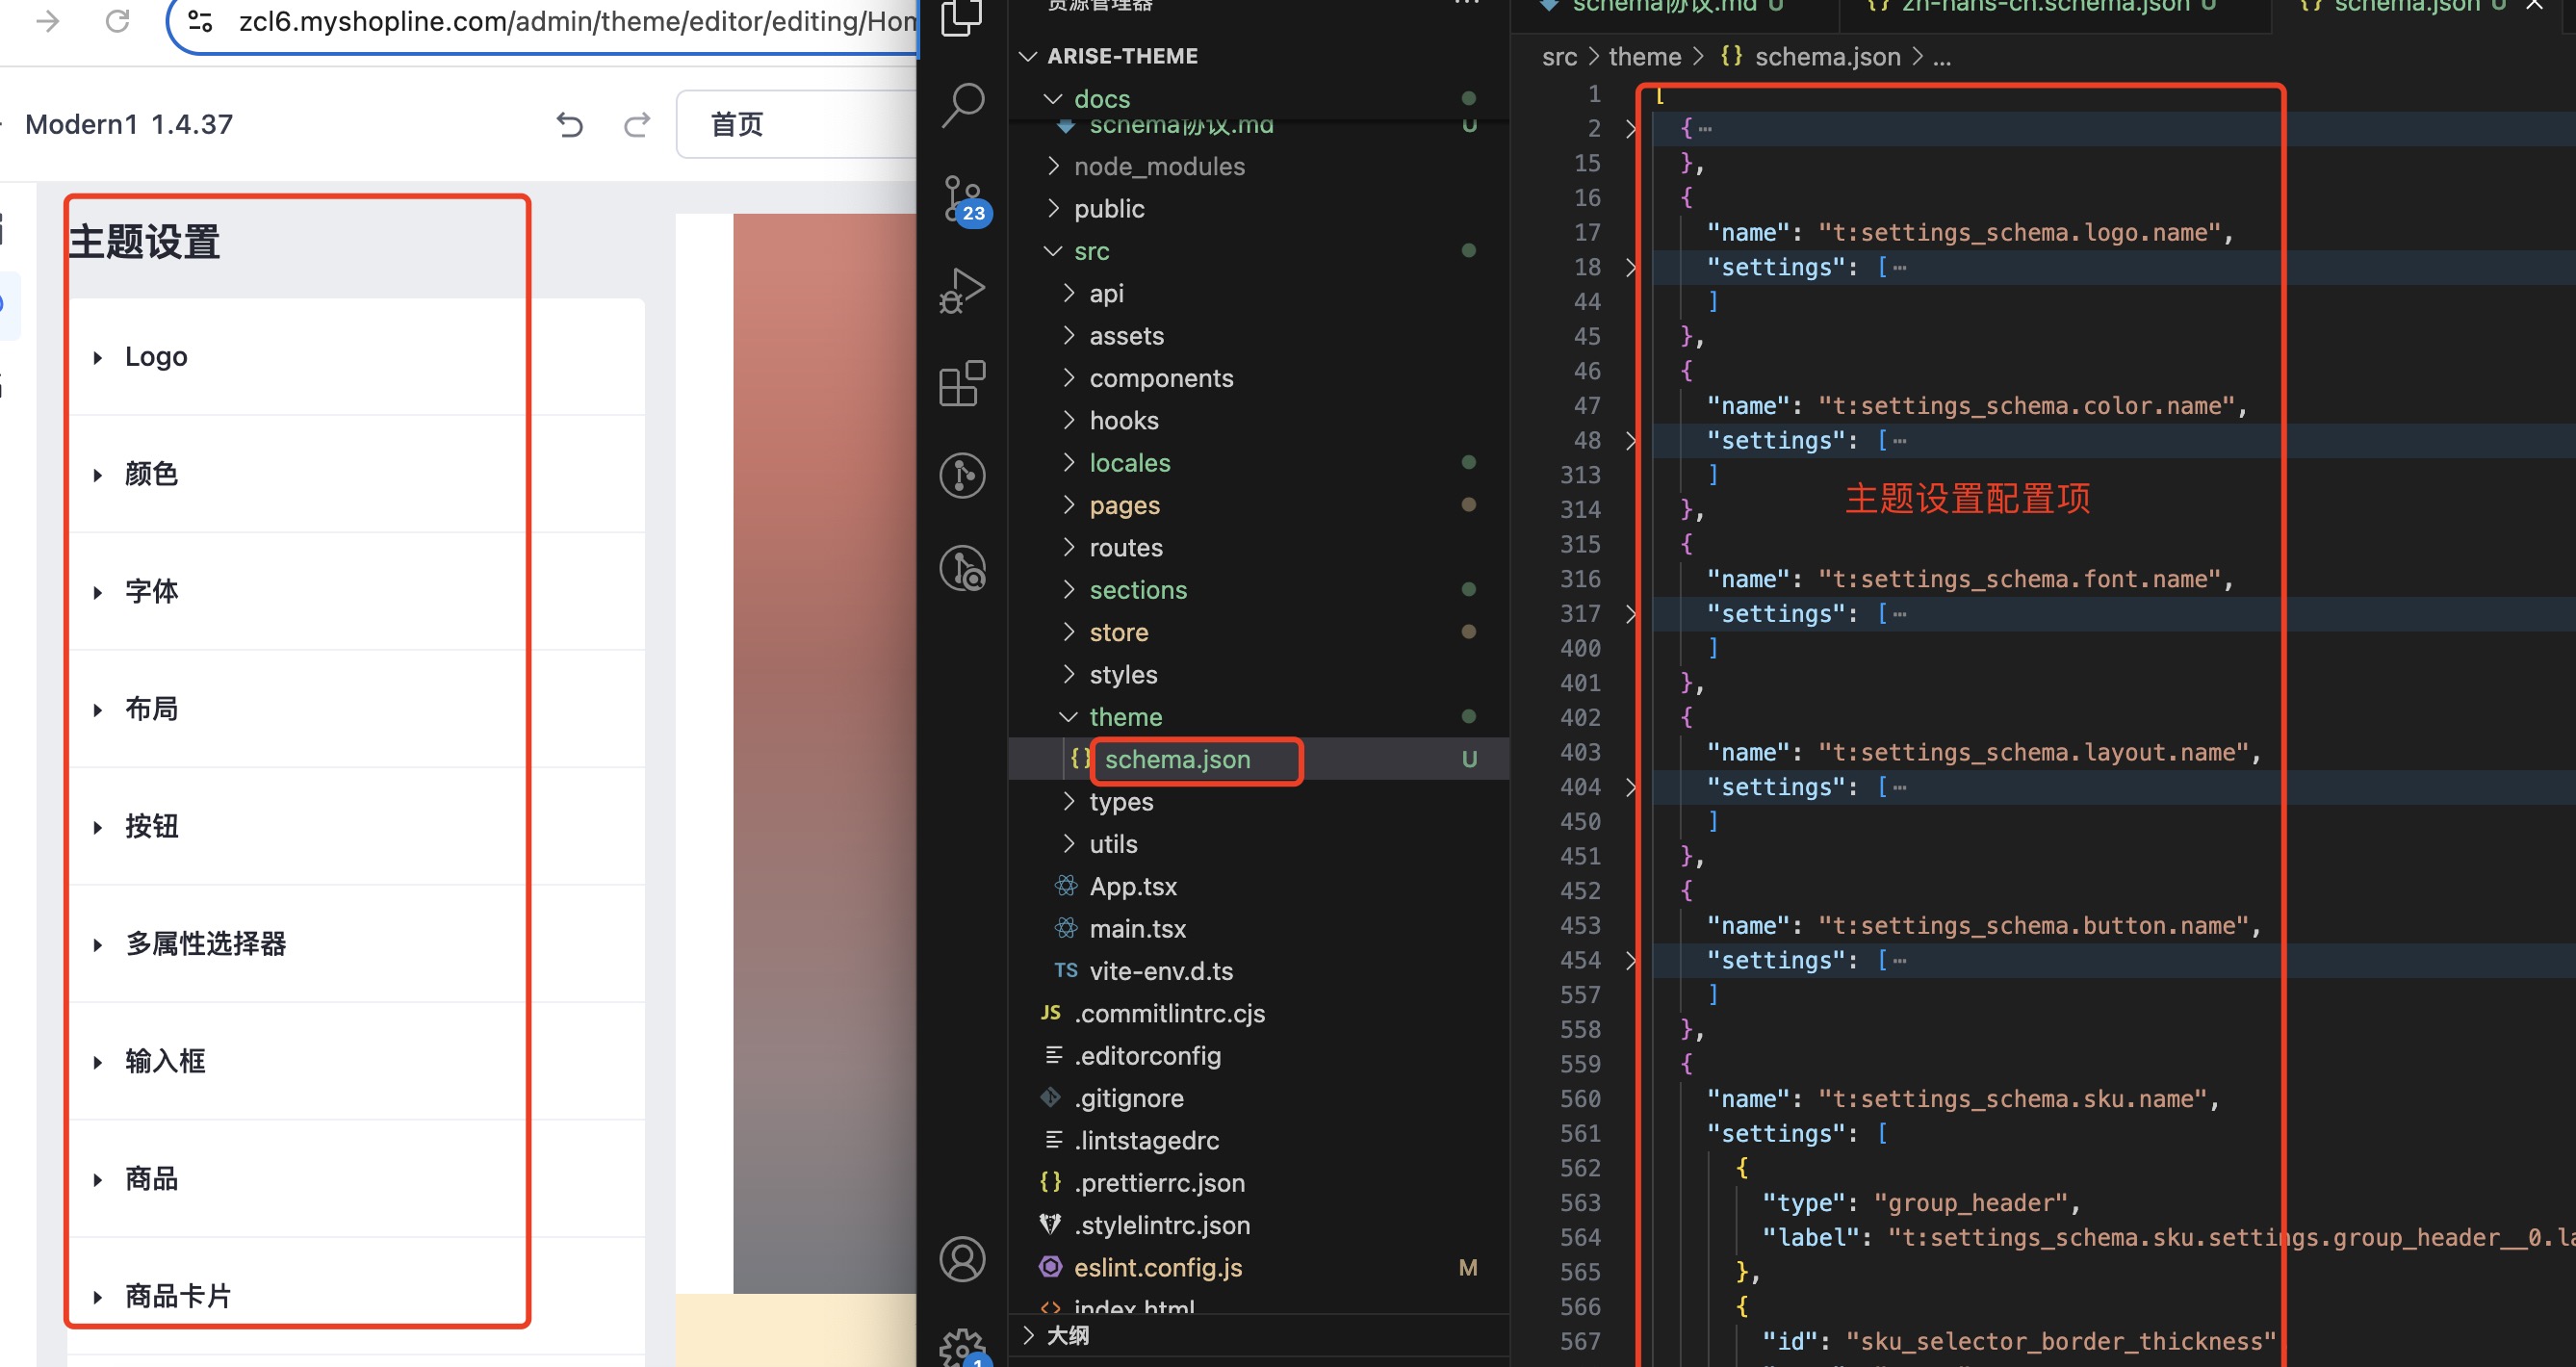 zcl6.myshopline.com/admin/theme/editor/editing/Hom
Modern1 1.4.37
首页
主题设置
Logo
颜色
字体
布局
按钮
多属性选择器
输入框
商品
商品卡片
资源管理器
ARISE-THEME
docs
schema协议.md U
node_modules
public
src
api
assets
components
hooks
locales
pages
routes
sections
store
styles
theme
{} schema.json U
types
utils
App.tsx
main.tsx
TS vite-env.d.ts
JS .commitlintrc.cjs
.editorconfig
.gitignore
.lintstagedrc
{} .prettierrc.json
.stylelintrc.json
eslint.config.js M
<> index.html
大纲
23
1
schema协议.md U
{} zh-hans-cn.schema.json U
{} schema.json U
src > theme > {} schema.json > ...
1 [
2 {…
15 },
16 {
17 "name": "t:settings_schema.logo.name",
18 "settings": […
44 ]
45 },
46 {
47 "name": "t:settings_schema.color.name",
48 "settings": […
313 ]
314 },
315 {
316 "name": "t:settings_schema.font.name",
317 "settings": […
400 ]
401 },
402 {
403 "name": "t:settings_schema.layout.name",
404 "settings": […
450 ]
451 },
452 {
453 "name": "t:settings_schema.button.name",
454 "settings": […
557 ]
558 },
559 {
560 "name": "t:settings_schema.sku.name",
561 "settings": [
562 {
563 "type": "group_header",
564 "label": "t:settings_schema.sku.settings.group_header__0.la
565 },
566 {
567 "id": "sku_selector_border_thickness"
主题设置配置项